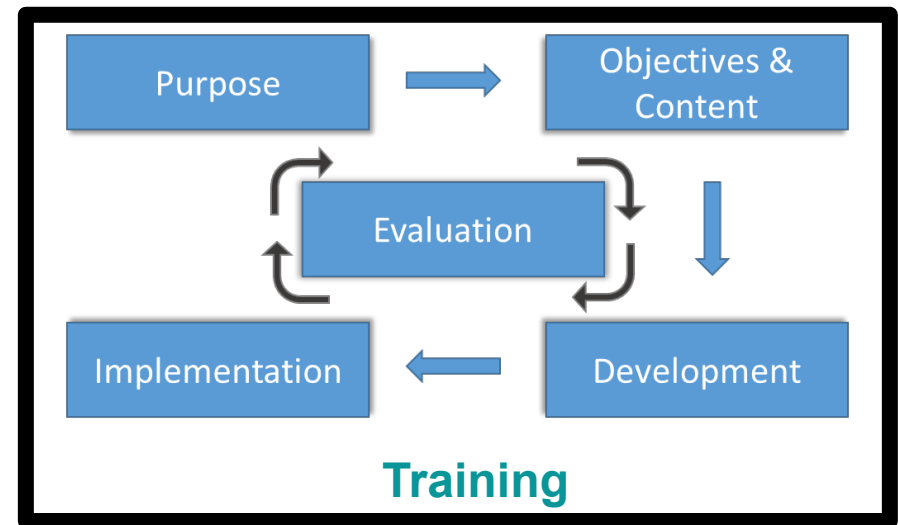 Purpose
Objectives &
Content
Evaluation
Implementation
Development
Training